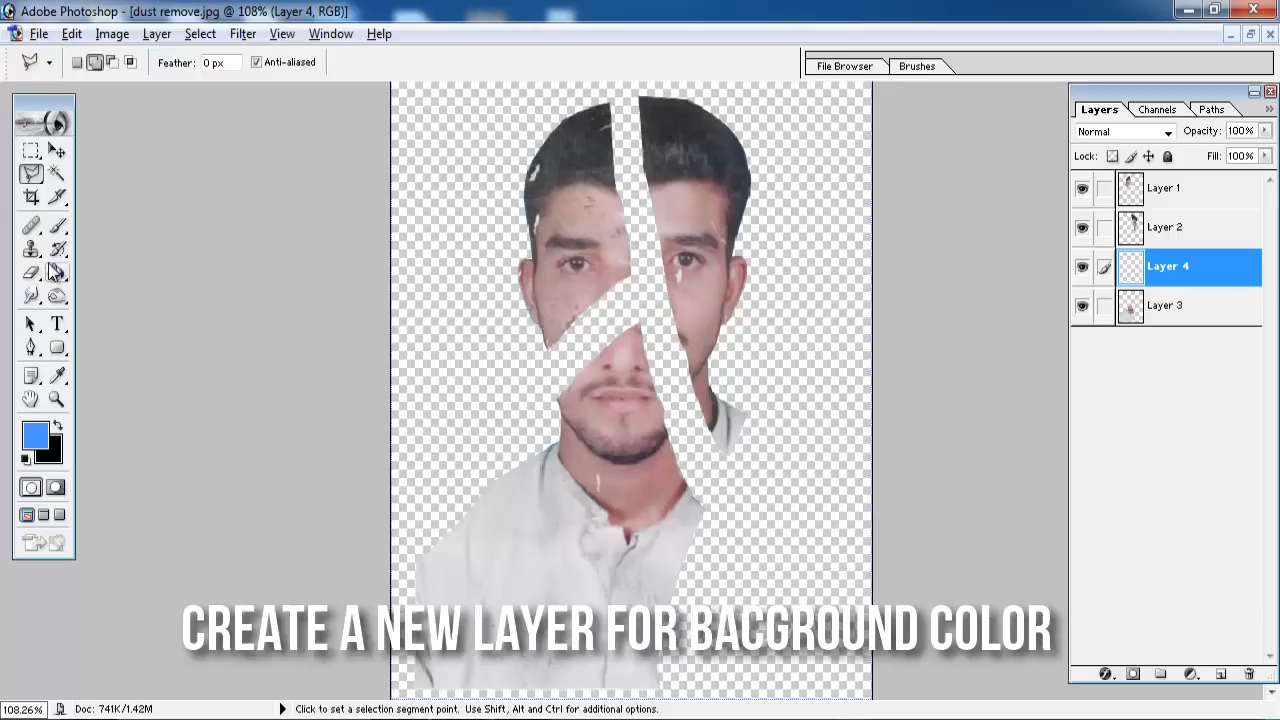 Adobe Photoshop - [dust remove.jpg @ 108% (Layer 4, RGB)]
File Edit Image Layer Select Filter View Window Help
Feather: 0 px Anti-aliased
File Browser Brushes
Layers Channels Paths
Normal Opacity: 100%
Lock: Fill: 100%
Layer 1
Layer 2
Layer 4
Layer 3
CREATE A NEW LAYER FOR BACGROUND COLOR
108.26% Doc: 741K/1.42M Click to set a selection segment point. Use Shift, Alt and Ctrl for additional options.